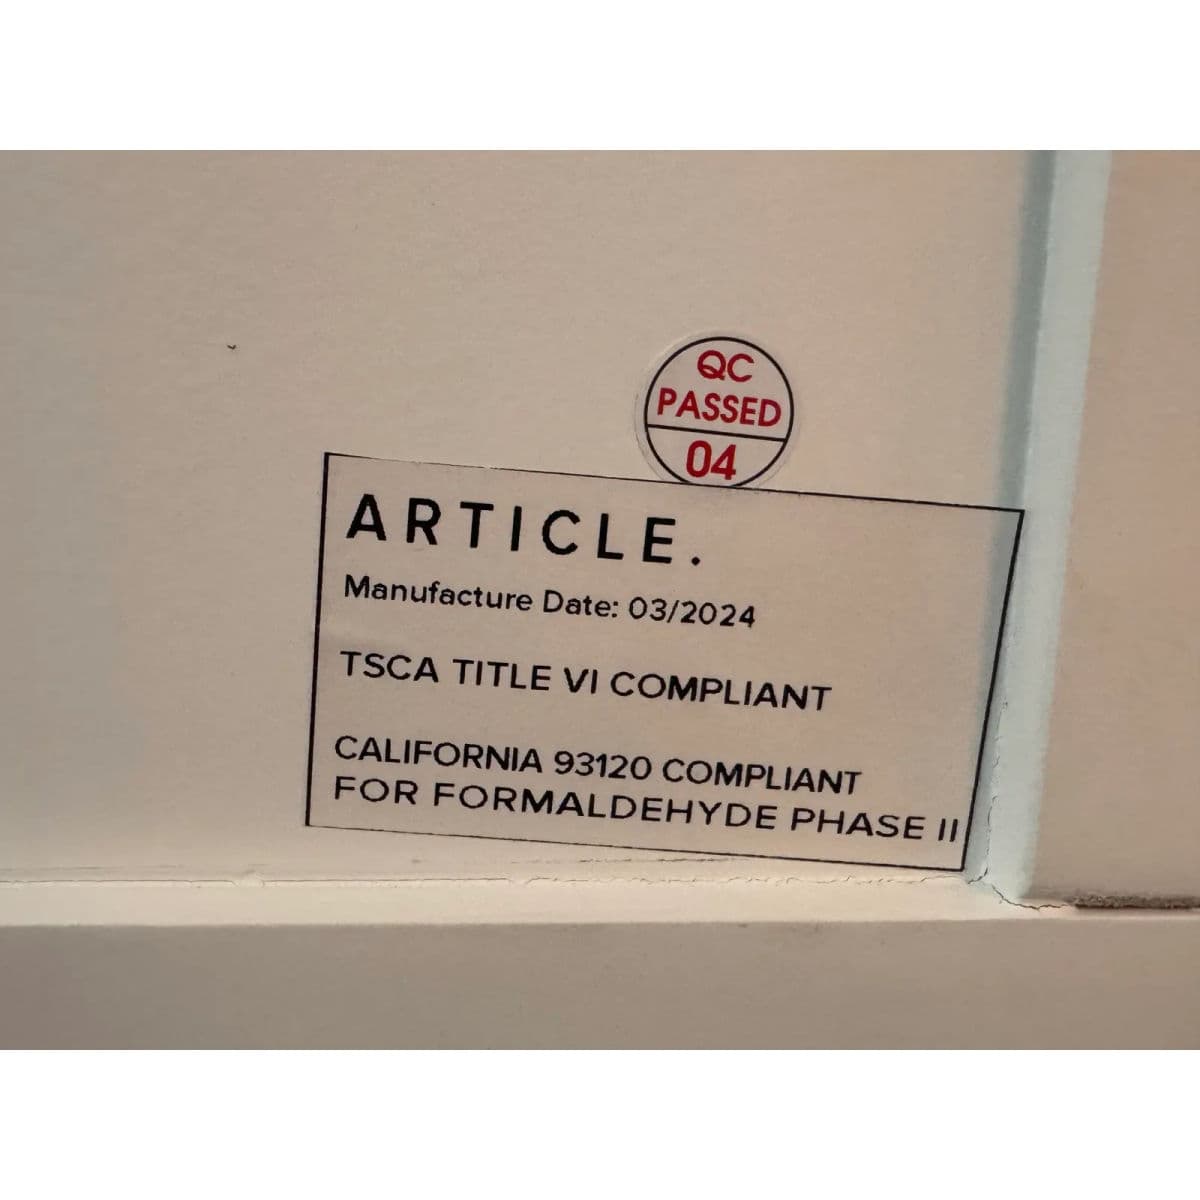 QC
PASSED
04
ARTICLE.
Manufacture Date: 03/2024
TSCA TITLE VI COMPLIANT
CALIFORNIA 93120 COMPLIANT
FOR FORMALDEHYDE PHASE II